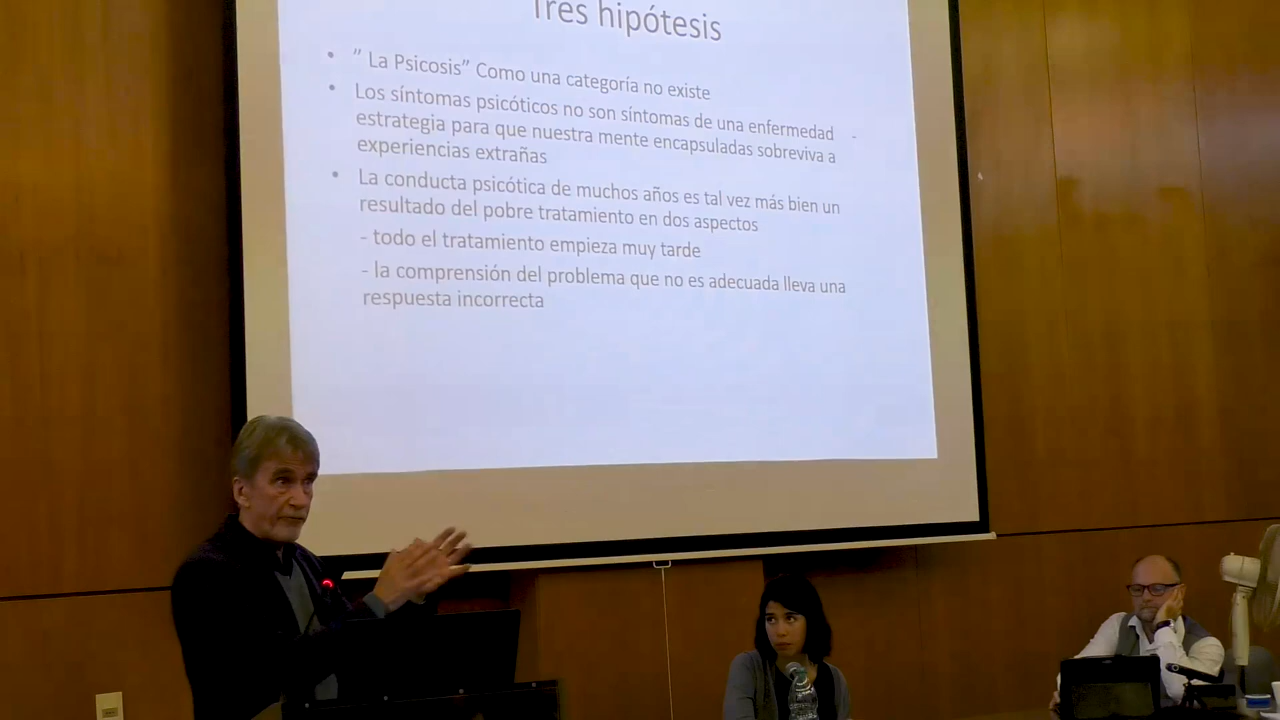 Tres hipótesis
• " La Psicosis" Como una categoría no existe
• Los síntomas psicóticos no son síntomas de una enfermedad -
estrategia para que nuestra mente encapsuladas sobreviva a
experiencias extrañas
• La conducta psicótica de muchos años es tal vez más bien un
resultado del pobre tratamiento en dos aspectos
- todo el tratamiento empieza muy tarde
- la comprensión del problema que no es adecuada lleva una
respuesta incorrecta